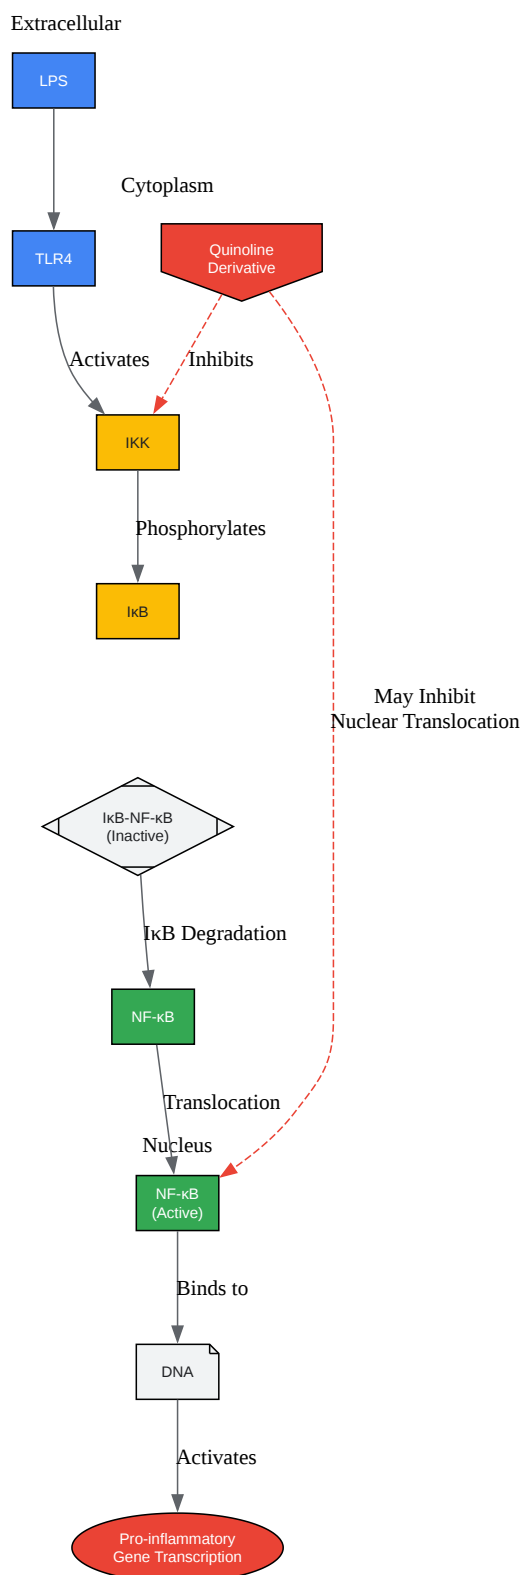 Extracellular
LPS
Cytoplasm
TLR4
Quinoline
Derivative
Activates
Inhibits
IKK
Phosphorylates
IκB
May Inhibit
Nuclear Translocation
IκB-NF-κB
(Inactive)
IκB Degradation
NF-κB
Translocation
Nucleus
NF-κB
(Active)
Binds to
DNA
Activates
Pro-inflammatory
Gene Transcription